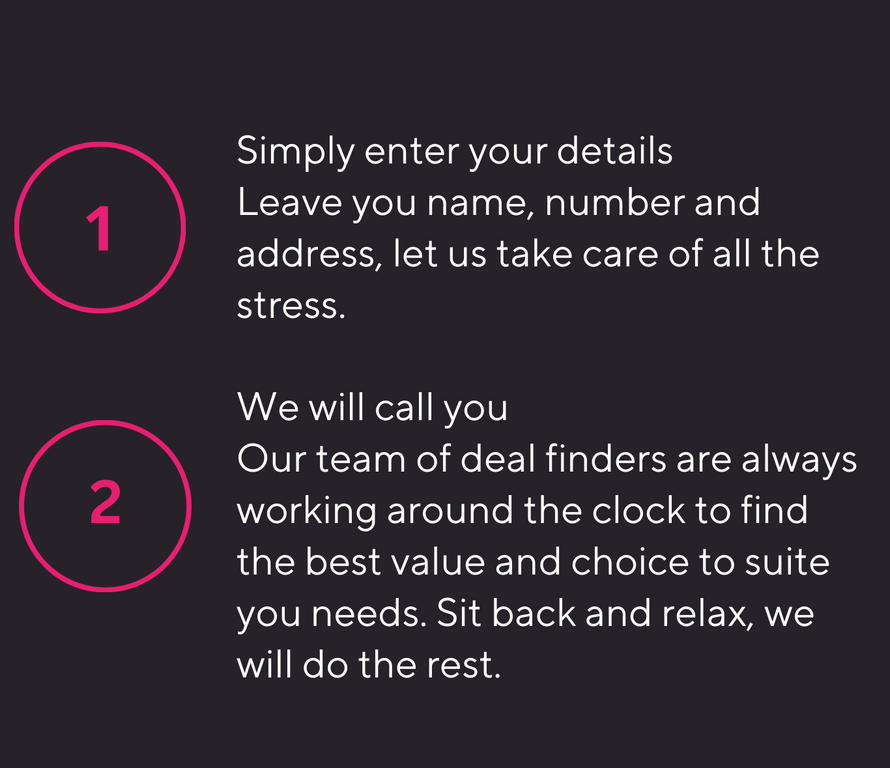 1
Simply enter your details
Leave you name, number and
address, let us take care of all the
stress.
2
We will call you
Our team of deal finders are always
working around the clock to find
the best value and choice to suite
you needs. Sit back and relax, we
will do the rest.